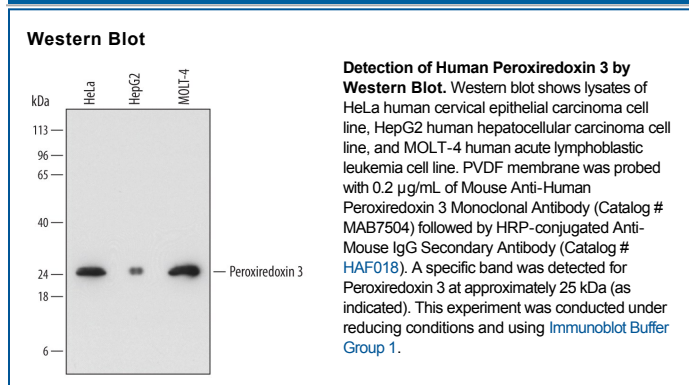 Western Blot
HeLa
HepG2
MOLT-4
kDa
113
96
65
40
24
18
6
Peroxiredoxin 3
Detection of Human Peroxiredoxin 3 by
Western Blot. Western blot shows lysates of
HeLa human cervical epithelial carcinoma cell
line, HepG2 human hepatocellular carcinoma cell
line, and MOLT-4 human acute lymphoblastic
leukemia cell line. PVDF membrane was probed
with 0.2 µg/mL of Mouse Anti-Human
Peroxiredoxin 3 Monoclonal Antibody (Catalog #
MAB7504) followed by HRP-conjugated Anti-
Mouse IgG Secondary Antibody (Catalog #
HAF018). A specific band was detected for
Peroxiredoxin 3 at approximately 25 kDa (as
indicated). This experiment was conducted under
reducing conditions and using Immunoblot Buffer
Group 1.